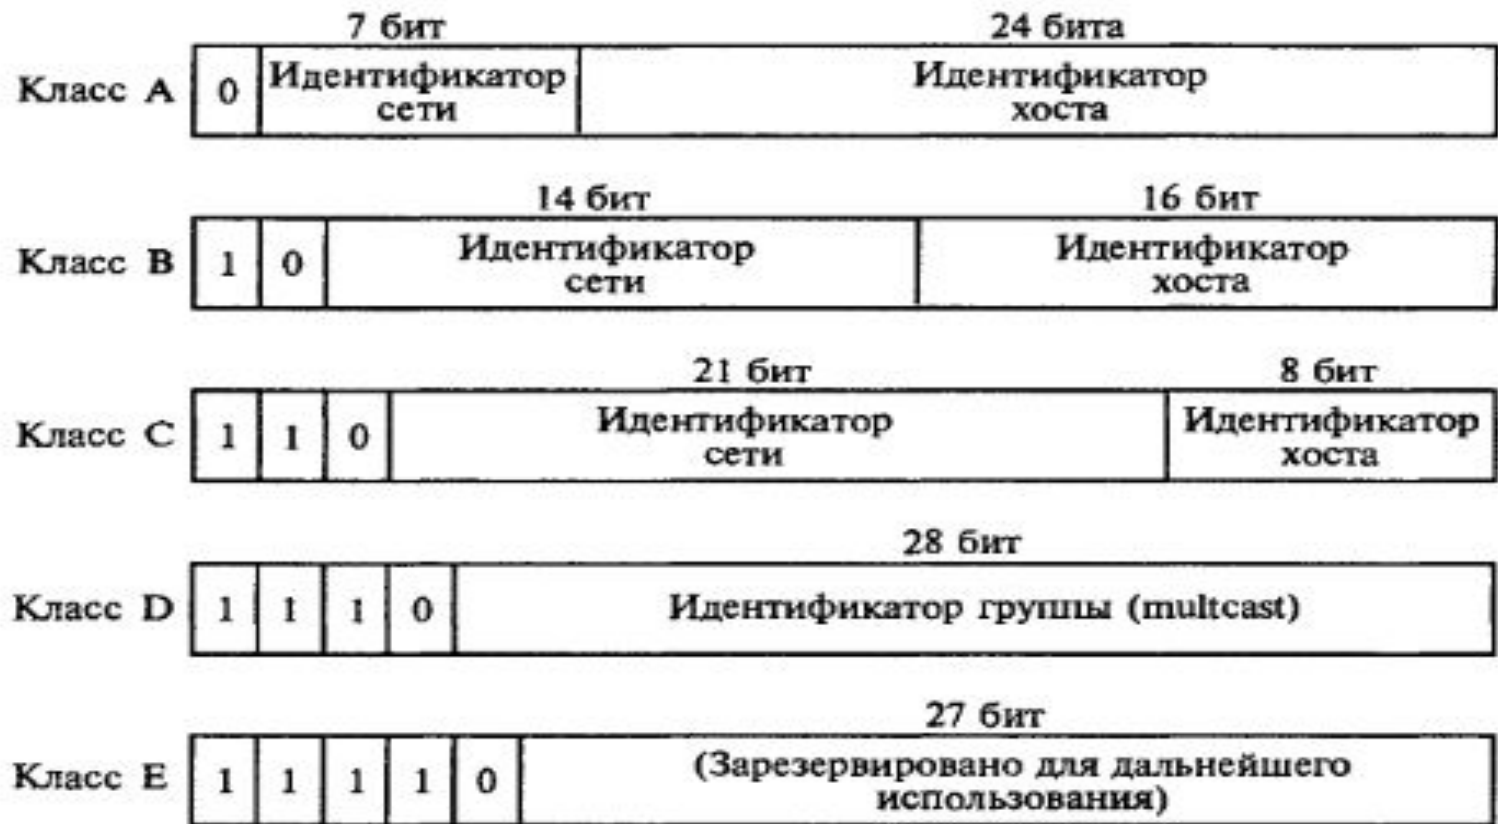 7 бит 24 бита
Класс A 0 Идентификатор сети Идентификатор хоста
14 бит 16 бит
Класс B 1 0 Идентификатор сети Идентификатор хоста
21 бит 8 бит
Класс C 1 1 0 Идентификатор сети Идентификатор хоста
28 бит
Класс D 1 1 1 0 Идентификатор группы (multcast)
27 бит
Класс E 1 1 1 1 0 (Зарезервировано для дальнейшего использования)